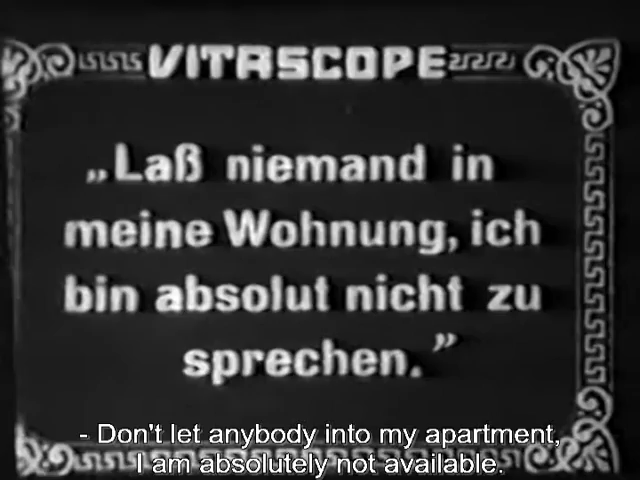 VITASCOPE
„Laß niemand in
meine Wohnung, ich
bin absolut nicht zu
sprechen.”
- Don't let anybody into my apartment,
I am absolutely not available.